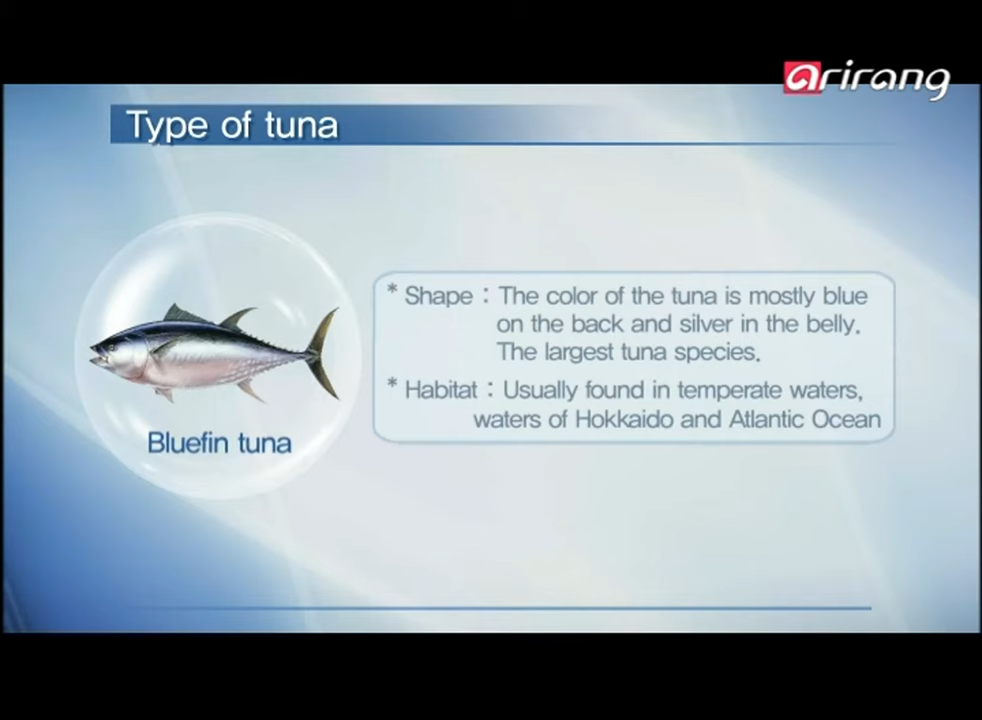 arirang
Type of tuna
* Shape : The color of the tuna is mostly blue
on the back and silver in the belly.
The largest tuna species.
* Habitat : Usually found in temperate waters,
waters of Hokkaido and Atlantic Ocean
Bluefin tuna